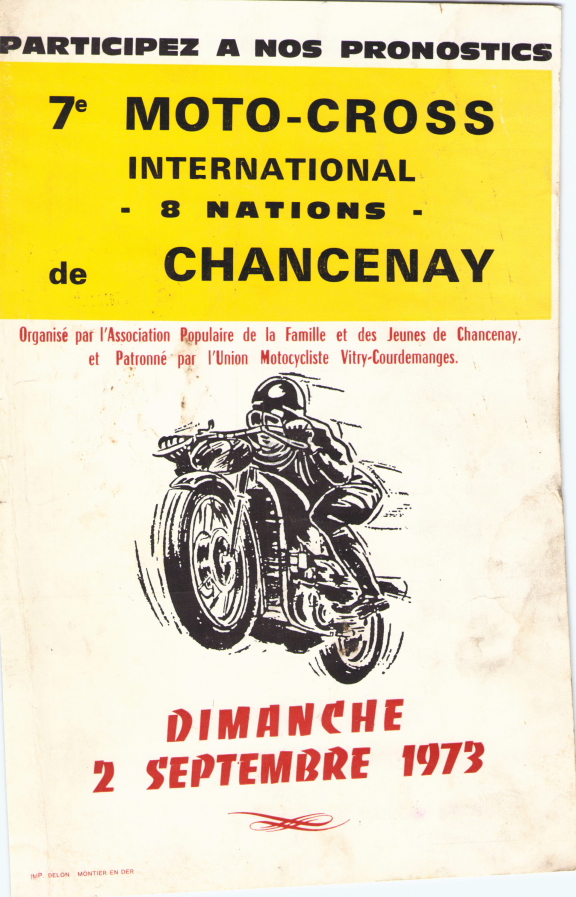 PARTICIPEZ A NOS PRONOSTICS
7e MOTO-CROSS
INTERNATIONAL
- 8 NATIONS -
de CHANCENAY
Organisé par l'Association Populaire de la Famille et des Jeunes de Chancenay.
et Patronné par l'Union Motocycliste Vitry-Courdemanges.
DIMANCHE
2 SEPTEMBRE 1973
IMP. DELON MONTIER EN DER